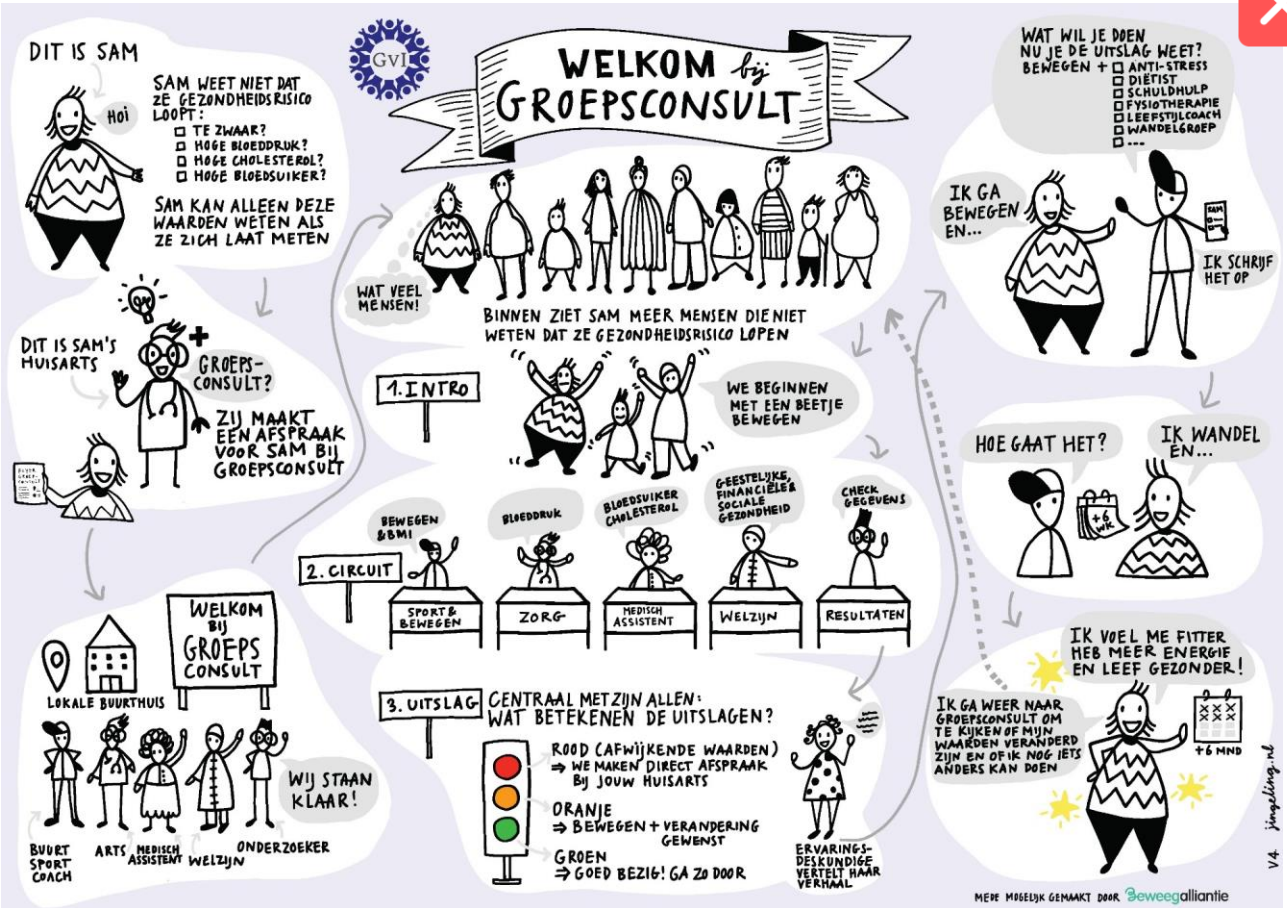 DIT IS SAM
Hoi
SAM WEET NIET DAT
ZE GEZONDHEIDSRISICO
LOOPT:
TE ZWAAR?
HOGE BLOEDDRUK?
HOGE CHOLESTEROL?
HOGE BLOEDSUIKER?
SAM KAN ALLEEN DEZE
WAARDEN WETEN ALS
ZE ZICH LAAT METEN
DIT IS SAM'S
HUISARTS
GROEPS-
CONSULT?
ZIJ MAAKT
EEN AFSPRAAK
VOOR SAM BIJ
GROEPSCONSULT
WELKOM
BIJ
GROEPS
CONSULT
LOKALE BUURTHUIS
WIJ STAAN
KLAAR!
BUURT
SPORT
COACH
ARTS
MEDISCH
ASSISTENT
WELZIJN
ONDERZOEKER
GVI
WELKOM bij
GROEPSCONSULT
WAT VEEL
MENSEN!
BINNEN ZIET SAM MEER MENSEN DIE NIET
WETEN DAT ZE GEZONDHEIDSRISICO LOPEN
1. INTRO
WE BEGINNEN
MET EEN BEETJE
BEWEGEN
2. CIRCUIT
BEWEGEN
& BMI
BLOEDDRUK
BLOEDSUIKER
CHOLESTEROL
GEESTELIJKE,
FINANCIËLE &
SOCIALE
GEZONDHEID
CHECK
GEGEVENS
SPORT &
BEWEGEN
ZORG
MEDISCH
ASSISTENT
WELZIJN
RESULTATEN
3. UITSLAG
CENTRAAL MET ZIJN ALLEN:
WAT BETEKENEN DE UITSLAGEN?
ROOD (AFWIJKENDE WAARDEN)
⇒ WE MAKEN DIRECT AFSPRAAK
BIJ JOUW HUISARTS
ORANJE
⇒ BEWEGEN + VERANDERING
GEWENST
GROEN
⇒ GOED BEZIG! GA ZO DOOR
ERVARINGS-
DESKUNDIGE
VERTELT HAAR
VERHAAL
WAT WIL JE DOEN
NU JE DE UITSLAG WEET?
BEWEGEN + ANTI-STRESS
DIËTIST
SCHULDHULP
FYSIOTHERAPIE
LEEFSTIJLCOACH
WANDELGROEP
...
IK GA
BEWEGEN
EN...
SAM
IK SCHRIJF
HET OP
HOE GAAT HET?
+6
WK
IK WANDEL
EN...
IK VOEL ME FITTER
HEB MEER ENERGIE
EN LEEF GEZONDER!
IK GA WEER NAAR
GROEPSCONSULT OM
TE KIJKEN OF MIJN
WAARDEN VERANDERD
ZIJN EN OF IK NOG IETS
ANDERS KAN DOEN
+6 MND
V4 jingeling.nl
MEDE MOGELIJK GEMAAKT DOOR Beweegalliantie